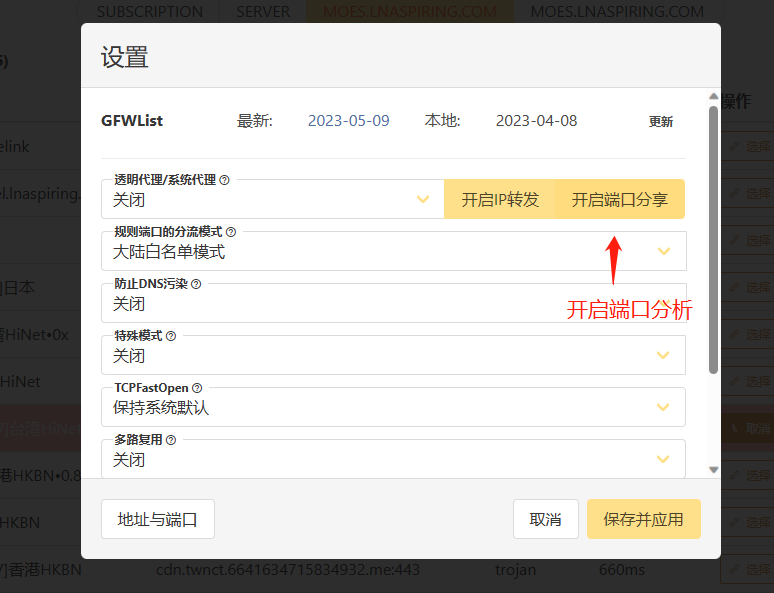 SUBSCRIPTION SERVER MOES.LNASPIRING.COM MOES.LNASPIRING.COM
设置
操作
GFWList 最新: 2023-05-09 本地: 2023-04-08 更新
elink 选择
透明代理/系统代理
关闭 开启IP转发 开启端口分享
el.lnaspiring. 选择
规则端口的分流模式
大陆白名单模式
选择
防止DNS污染
关闭
日本 选择
开启端口分析
特殊模式
关闭
HiNet•0x 选择
HiNet 选择
TCPFastOpen
保持系统默认
台港HiNet 取消
多路复用
关闭
港HKBN•0.8 选择
地址与端口 取消 保存并应用
HKBN 选择
]香港HKBN cdn.twnct.6641634715834932.me:443 trojan 660ms 选择